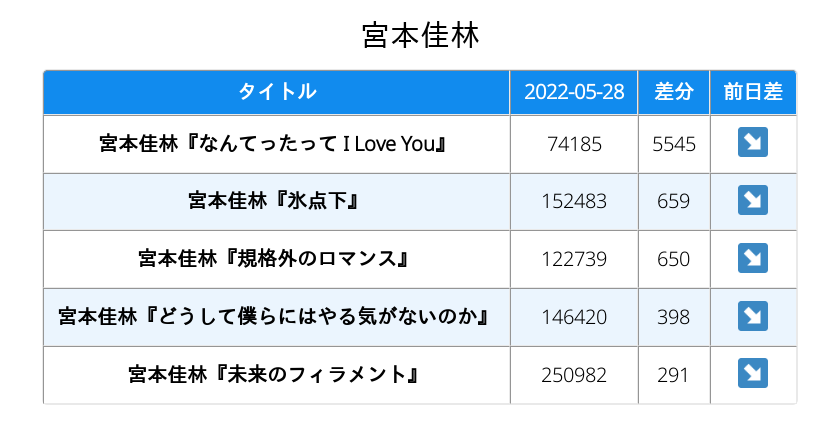 宮本佳林
タイトル 2022-05-28 差分 前日差
宮本佳林『なんてったって I Love You』 74185 5545
宮本佳林『氷点下』 152483 659
宮本佳林『規格外のロマンス』 122739 650
宮本佳林『どうして僕らにはやる気がないのか』 146420 398
宮本佳林『未来のフィラメント』 250982 291